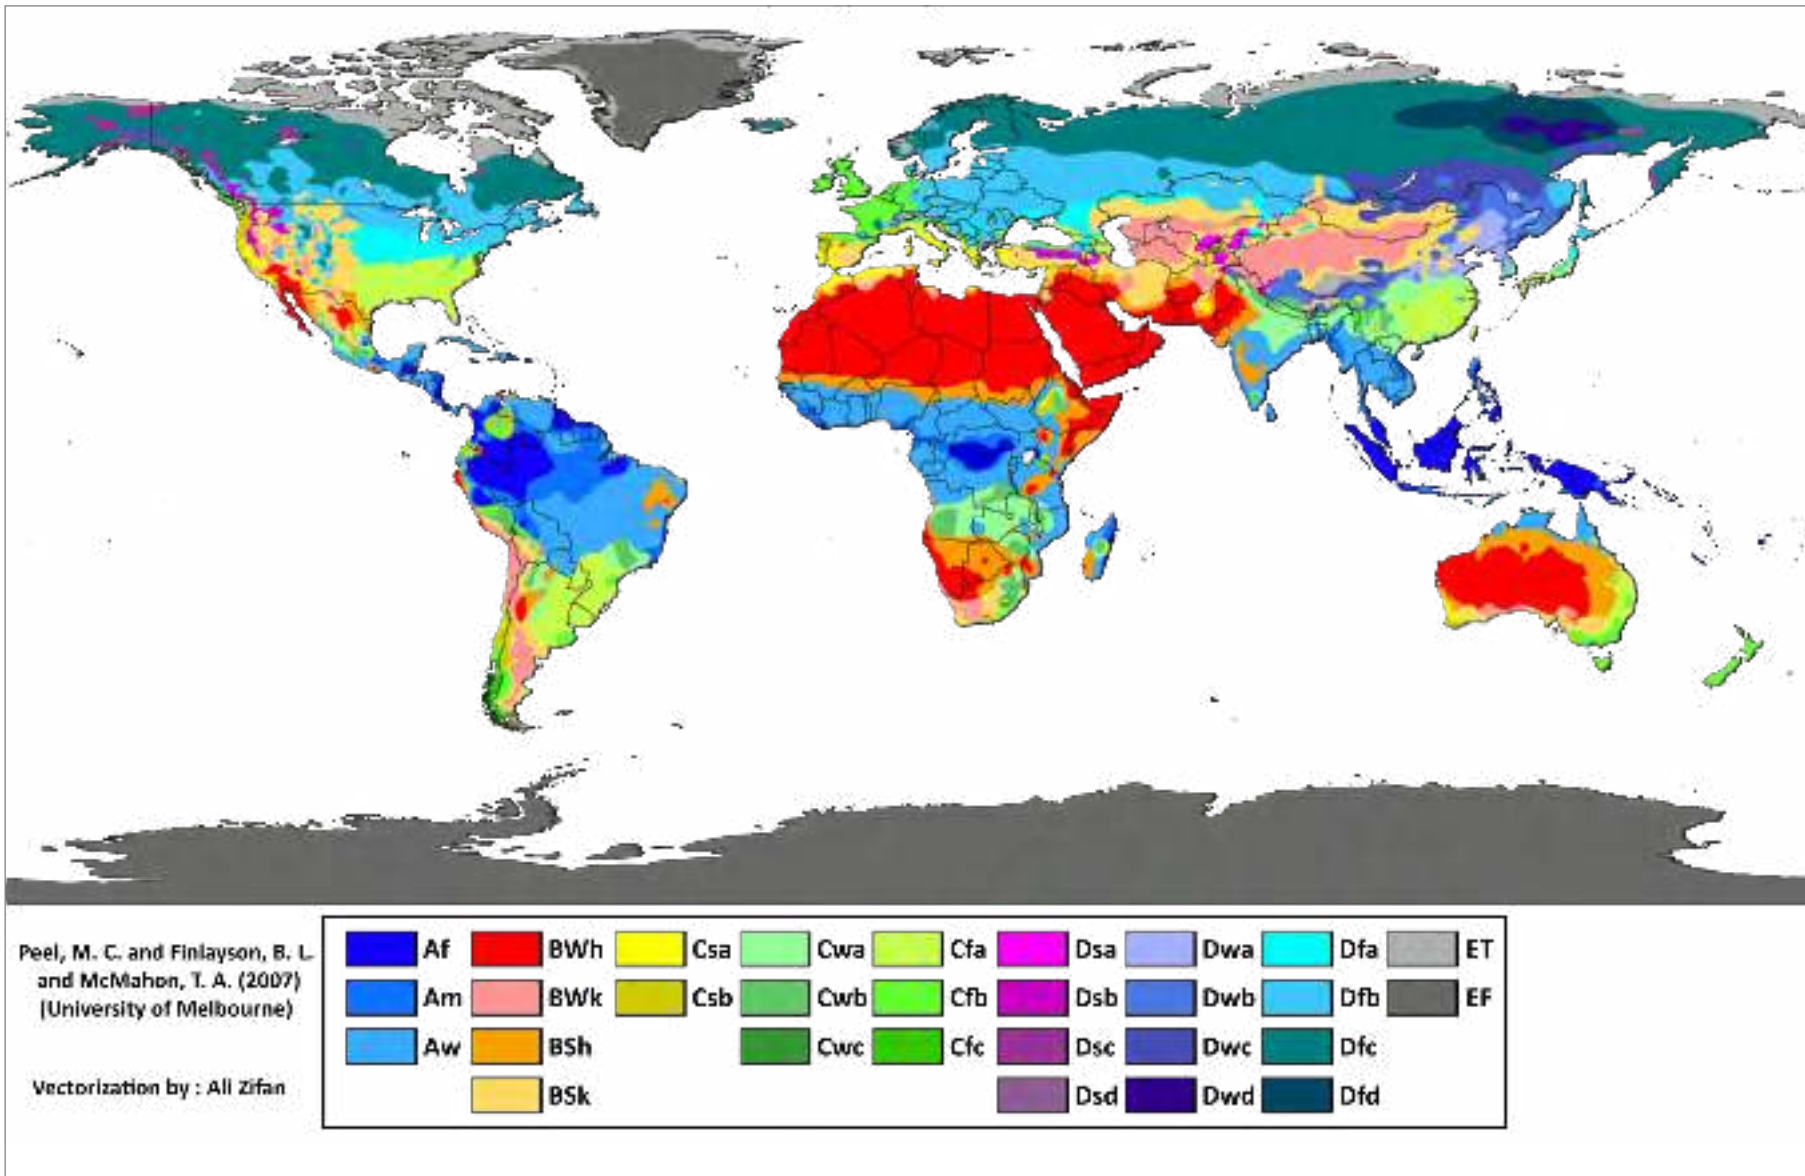 Peel, M. C. and Finlayson, B. L.
and McMahon, T. A. (2007)
(University of Melbourne)
Vectorization by : Ali Zifan
Af BWh Csa Cwa Cfa Dsa Dwa Dfa ET
Am BWk Csb Cwb Cfb Dsb Dwb Dfb EF
Aw BSh Cwc Cfc Dsc Dwc Dfc
BSk Dsd Dwd Dfd